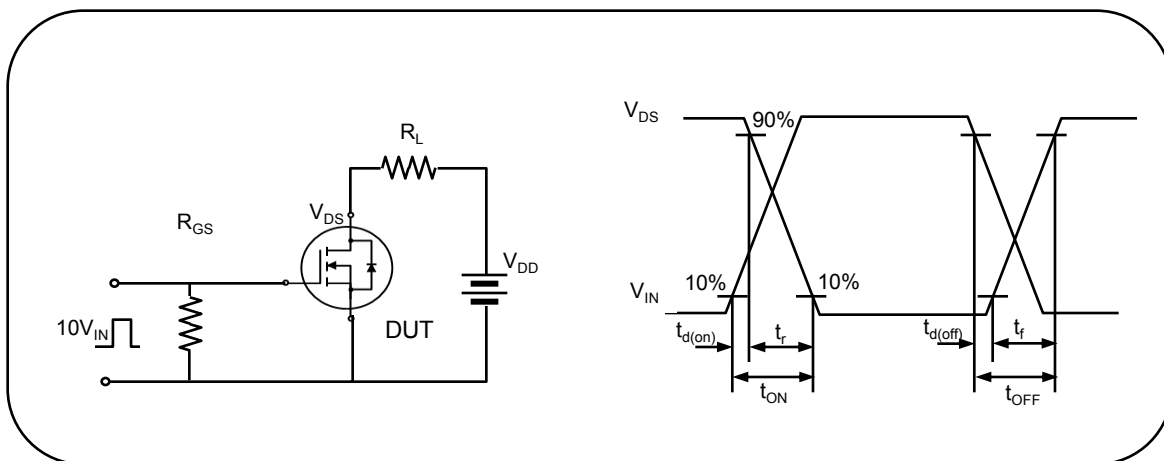 R_L
V_DS
R_GS
V_DD
10V_IN
DUT
V_DS
90%
10%
10%
V_IN
t_d(on)
t_r
t_d(off)
t_f
t_ON
t_OFF